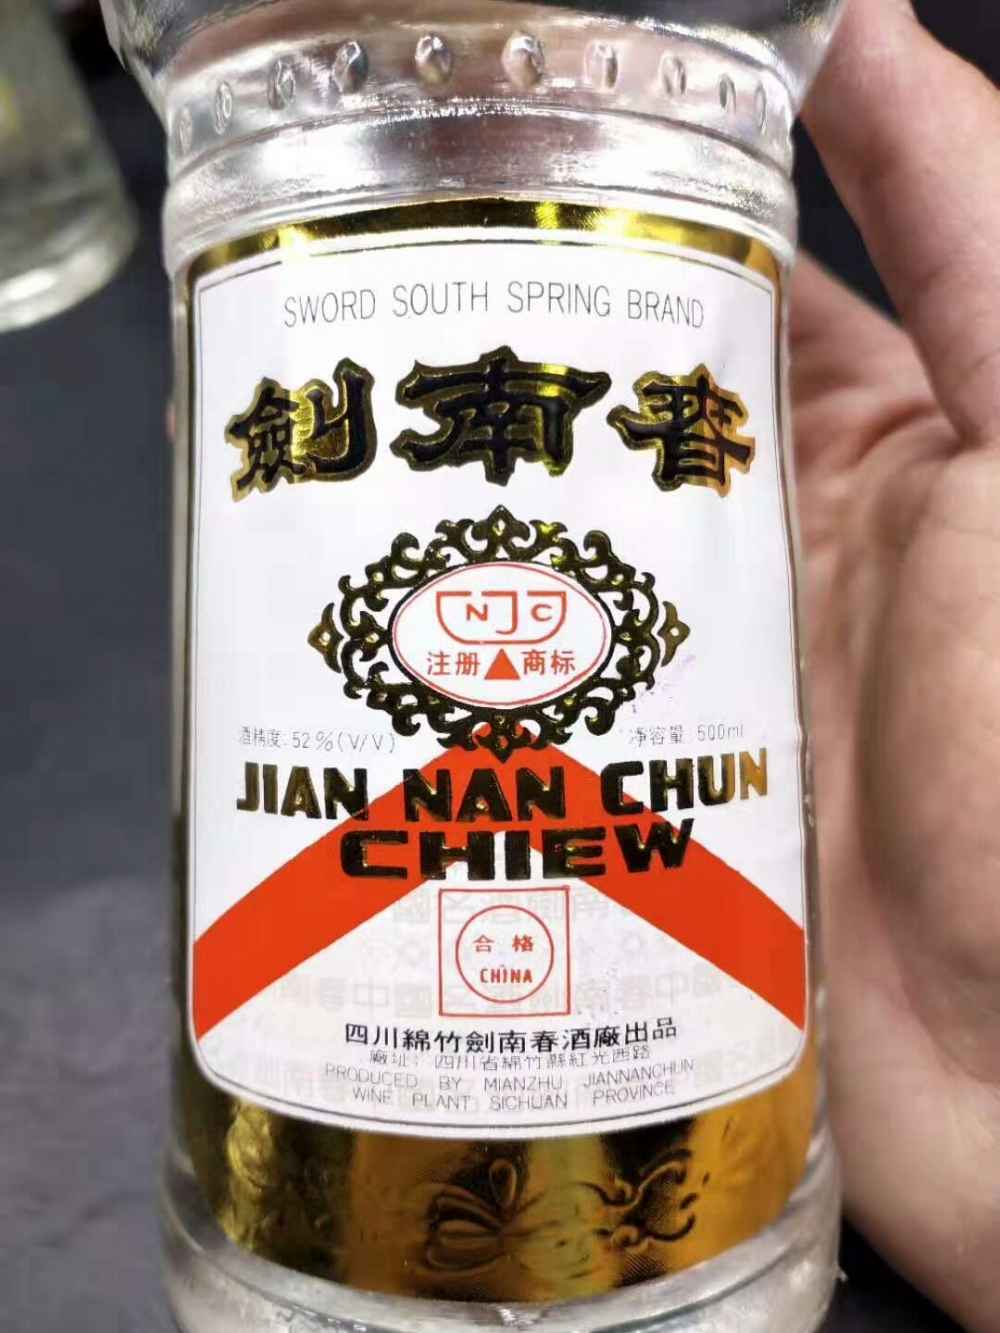 SWORD SOUTH SPRING BRAND
劍南春
NJC
注册 商标
酒精度: 52%(V/V)
淨容量 500ml
JIAN NAN CHUN
CHIEW
合格
CHINA
四川綿竹劍南春酒廠出品
廠址: 四川省綿竹縣紅光西路
PRODUCED BY MIANZHU JIANNANCHUN
WINE PLANT SICHUAN PROVINCE